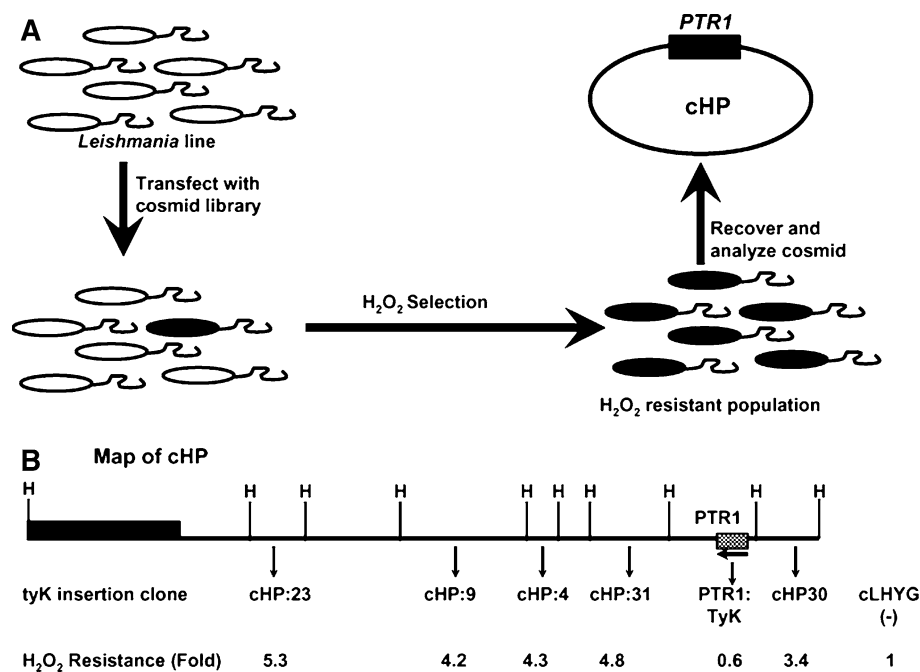 A
Leishmania line
Transfect with
cosmid library
H₂O₂ Selection
H₂O₂ resistant population
Recover and
analyze cosmid
PTR1
cHP
B
Map of cHP
H H H H H H H H H H
PTR1
tyK insertion clone cHP:23 cHP:9 cHP:4 cHP:31 PTR1: cHP30 cLHYG
TyK (-)
H₂O₂ Resistance (Fold) 5.3 4.2 4.3 4.8 0.6 3.4 1